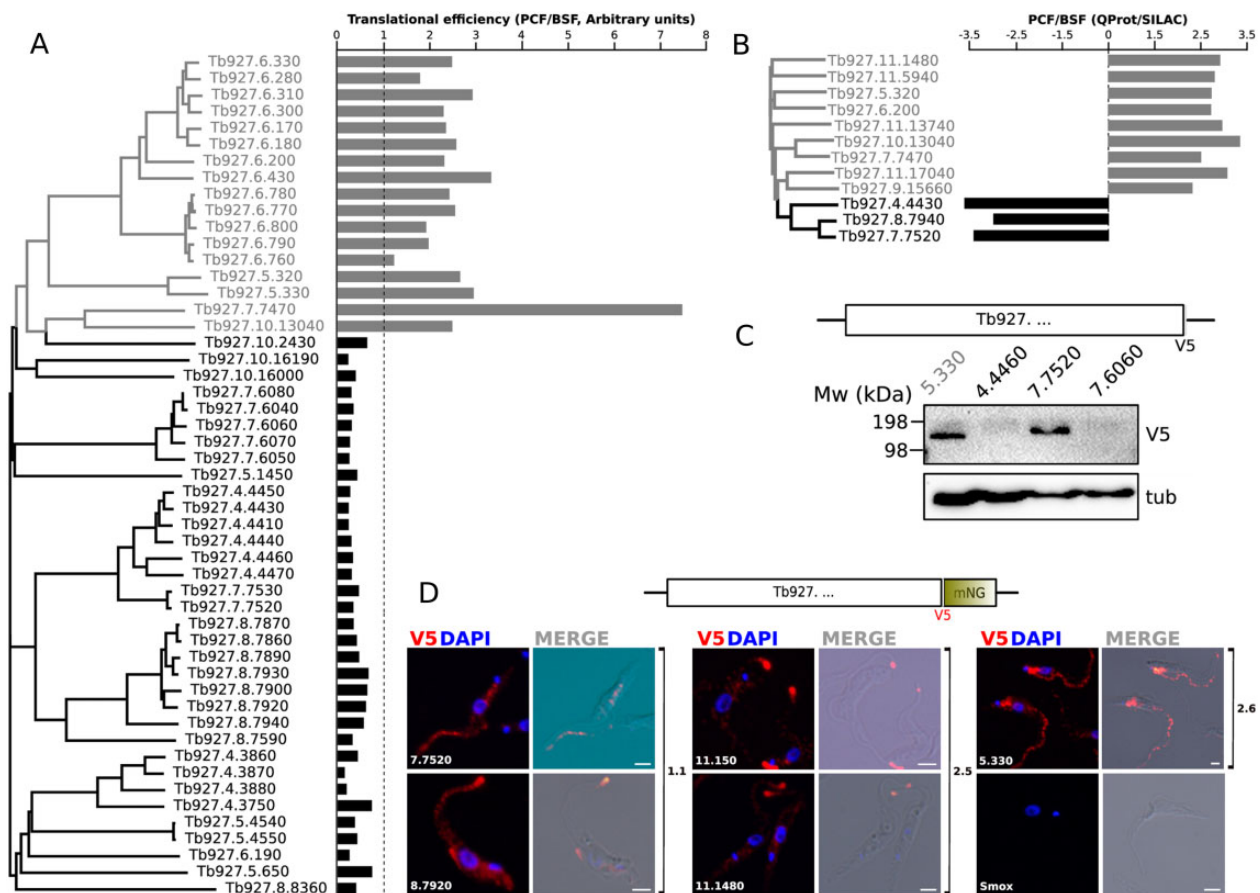 A
Translational efficiency (PCF/BSF, Arbitrary units)
0 1 2 3 4 5 6 7 8
Tb927.6.330
Tb927.6.280
Tb927.6.310
Tb927.6.300
Tb927.6.170
Tb927.6.180
Tb927.6.200
Tb927.6.430
Tb927.6.780
Tb927.6.770
Tb927.6.800
Tb927.6.790
Tb927.6.760
Tb927.5.320
Tb927.5.330
Tb927.7.7470
Tb927.10.13040
Tb927.10.2430
Tb927.10.16190
Tb927.10.16000
Tb927.7.6080
Tb927.7.6040
Tb927.7.6060
Tb927.7.6070
Tb927.7.6050
Tb927.5.1450
Tb927.4.4450
Tb927.4.4430
Tb927.4.4410
Tb927.4.4440
Tb927.4.4460
Tb927.4.4470
Tb927.7.7530
Tb927.7.7520
Tb927.8.7870
Tb927.8.7860
Tb927.8.7890
Tb927.8.7930
Tb927.8.7900
Tb927.8.7920
Tb927.8.7940
Tb927.8.7590
Tb927.4.3860
Tb927.4.3870
Tb927.4.3880
Tb927.4.3750
Tb927.5.4540
Tb927.5.4550
Tb927.6.190
Tb927.5.650
Tb927.8.8360
B
PCF/BSF (QProt/SILAC)
-3.5 -1.5 0 1.5 3.5
Tb927.11.1480
Tb927.11.5940
Tb927.5.320
Tb927.6.200
Tb927.11.13740
Tb927.10.13040
Tb927.7.7470
Tb927.11.17040
Tb927.9.15660
Tb927.4.4430
Tb927.8.7940
Tb927.7.7520
C
Tb927. ...
V5
5.330 4.4460 7.7520 7.6060
Mw (kDa)
198
98
V5
tub
D
Tb927. ... mNG
V5
V5 DAPI MERGE V5 DAPI MERGE V5 DAPI MERGE
7.7520 11.150 5.330
1.1 2.5 2.6
8.7920 11.1480 Smox